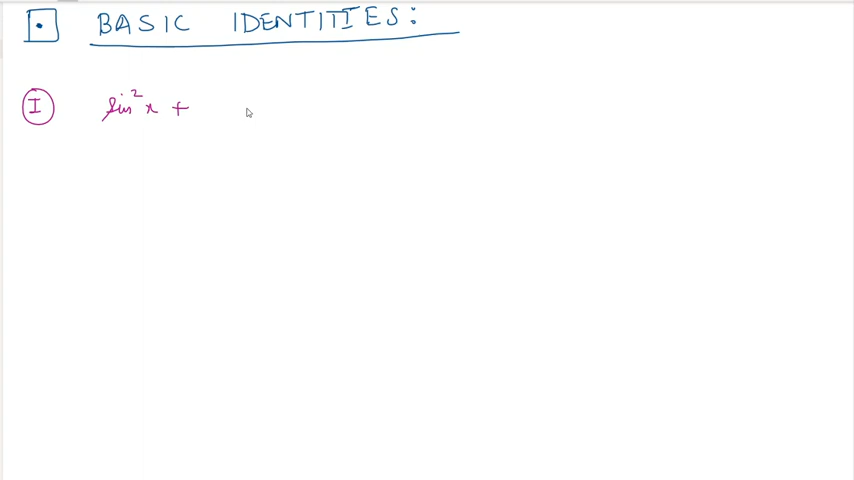 BASIC IDENTITIES:
I sin²x +